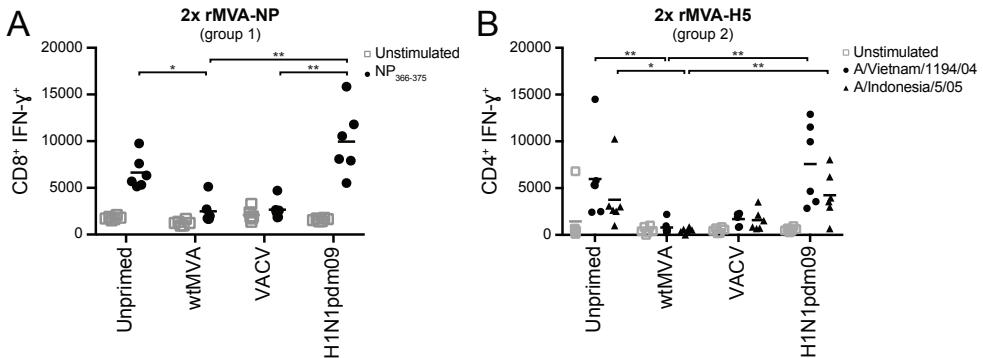 A
2x rMVA-NP
(group 1)
CD8+ IFN-γ+
20000
15000
10000
5000
0
*
**
**
Unstimulated
NP366-375
Unprimed
wtMVA
VACV
H1N1pdm09
B
2x rMVA-H5
(group 2)
CD4+ IFN-γ+
20000
15000
10000
5000
0
**
**
*
**
Unstimulated
A/Vietnam/1194/04
A/Indonesia/5/05
Unprimed
wtMVA
VACV
H1N1pdm09